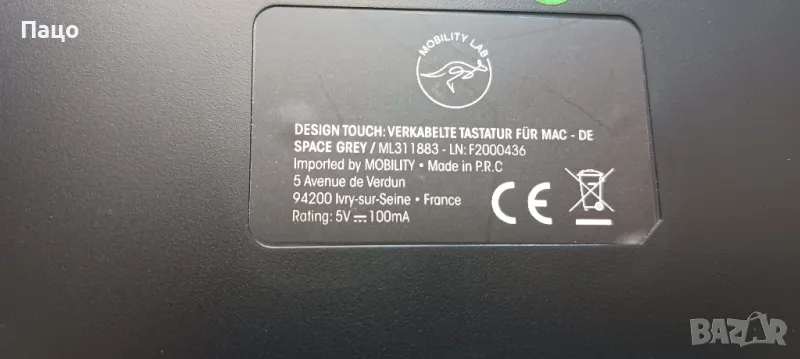 Пацо
MOBILITY LAB
DESIGN TOUCH: VERKABELTE TASTATUR FÜR MAC - DE
SPACE GREY / ML311883 - LN: F2000436
Imported by MOBILITY • Made in P.R.C
5 Avenue de Verdun
94200 Ivry-sur-Seine • France
Rating: 5V⎓100mA
CE
BAZAR